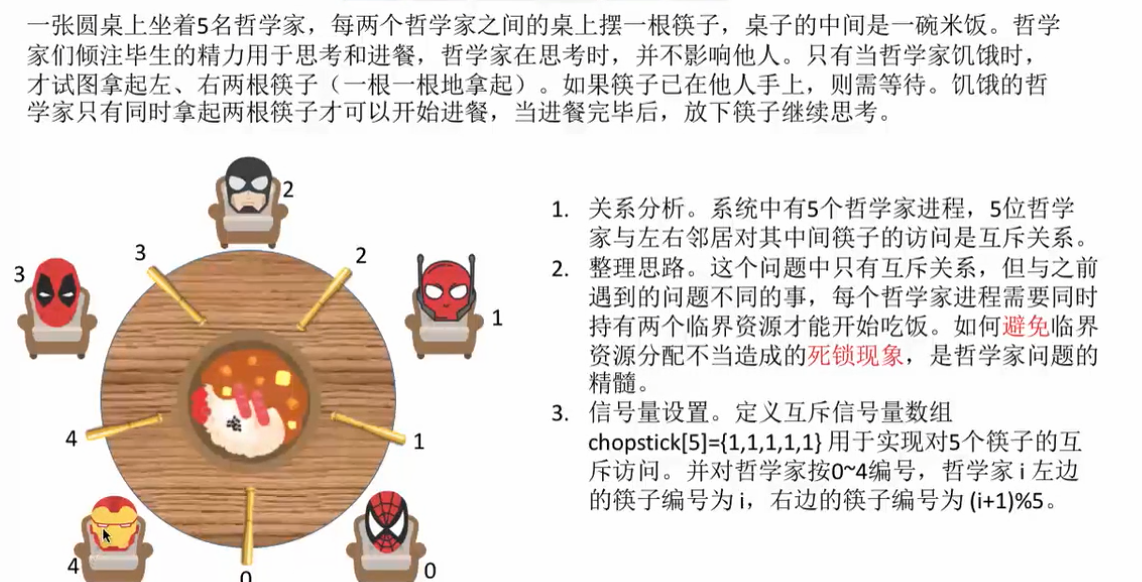 一张圆桌上坐着5名哲学家，每两个哲学家之间的桌上摆一根筷子，桌子的中间是一碗米饭。哲学
家们倾注毕生的精力用于思考和进餐，哲学家在思考时，并不影响他人。只有当哲学家饥饿时，
才试图拿起左、右两根筷子（一根一根地拿起）。如果筷子已在他人手上，则需等待。饥饿的哲
学家只有同时拿起两根筷子才可以开始进餐，当进餐完毕后，放下筷子继续思考。
2
3
2
3
1
4
1
4
0
0
1. 关系分析。系统中有5个哲学家进程，5位哲学
家与左右邻居对其中间筷子的访问是互斥关系。
2. 整理思路。这个问题中只有互斥关系，但与之前
遇到的问题不同的事，每个哲学家进程需要同时
持有两个临界资源才能开始吃饭。如何避免临界
资源分配不当造成的死锁现象，是哲学家问题的
精髓。
3. 信号量设置。定义互斥信号量数组
chopstick[5]={1,1,1,1,1} 用于实现对5个筷子的互
斥访问。并对哲学家按0~4编号，哲学家 i 左边
的筷子编号为 i，右边的筷子编号为 (i+1)%5。